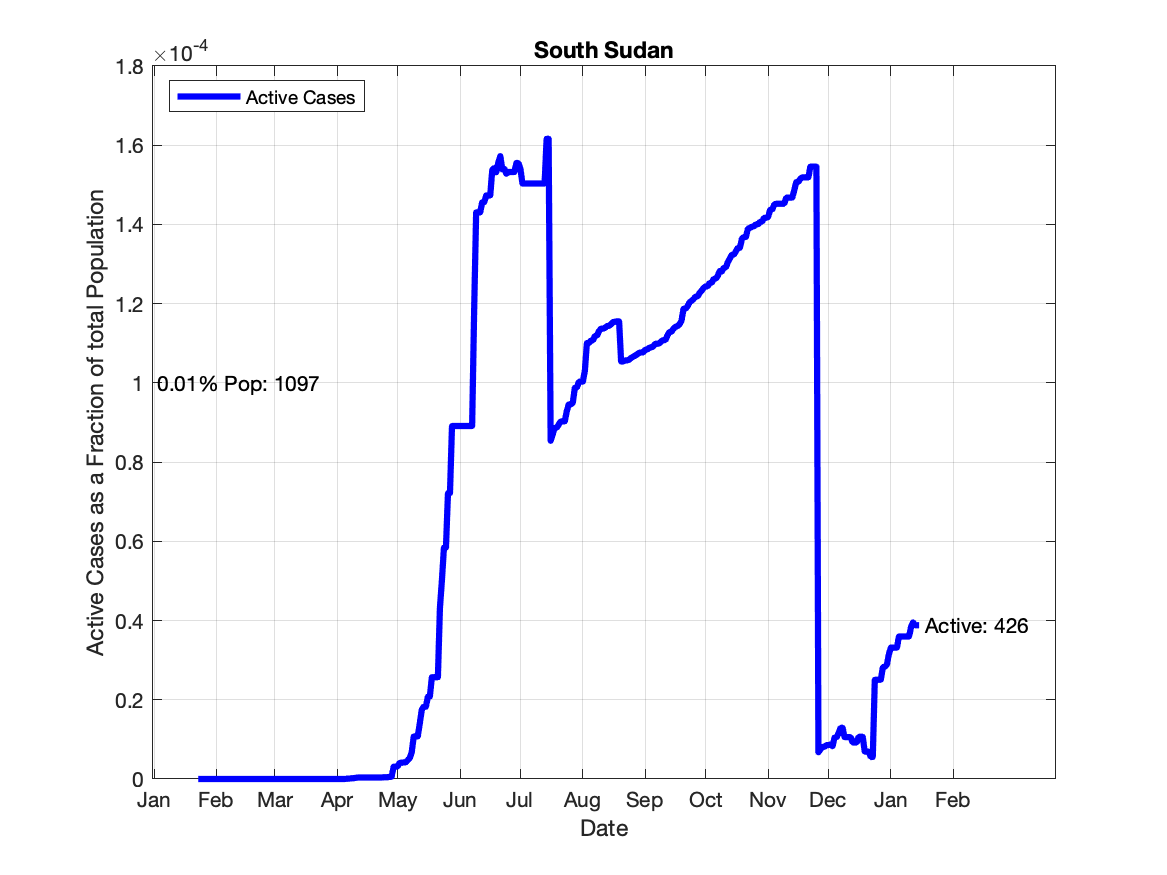 South Sudan
×10-4
Active Cases
1.8
1.6
1.4
1.2
1
0.8
0.6
0.4
0.2
0
0.01% Pop: 1097
Active: 426
Active Cases as a Fraction of total Population
Jan Feb Mar Apr May Jun Jul Aug Sep Oct Nov Dec Jan Feb
Date